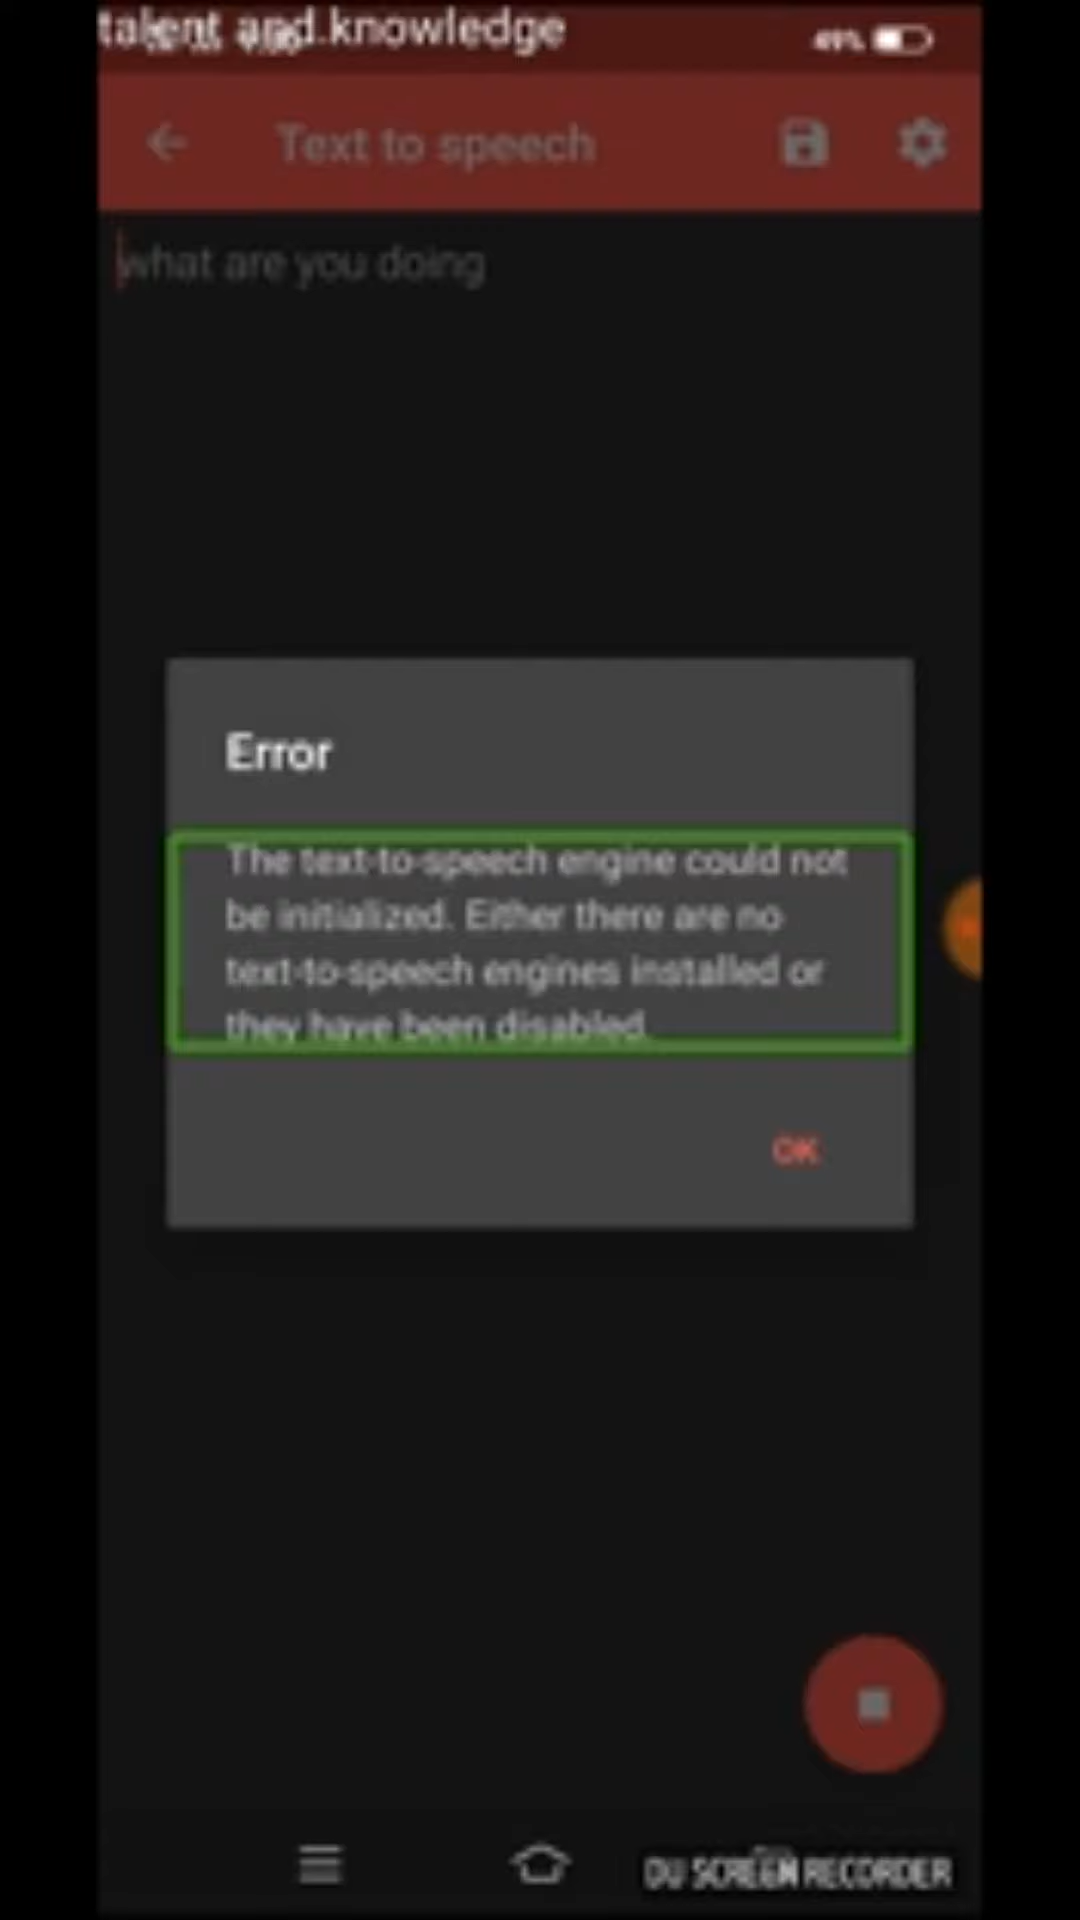 talent and.knowledge
49%
Text to speech
what are you doing
Error
The text-to-speech engine could not
be initialized. Either there are no
text-to-speech engines installed or
they have been disabled.
OK
DU SCREEN RECORDER